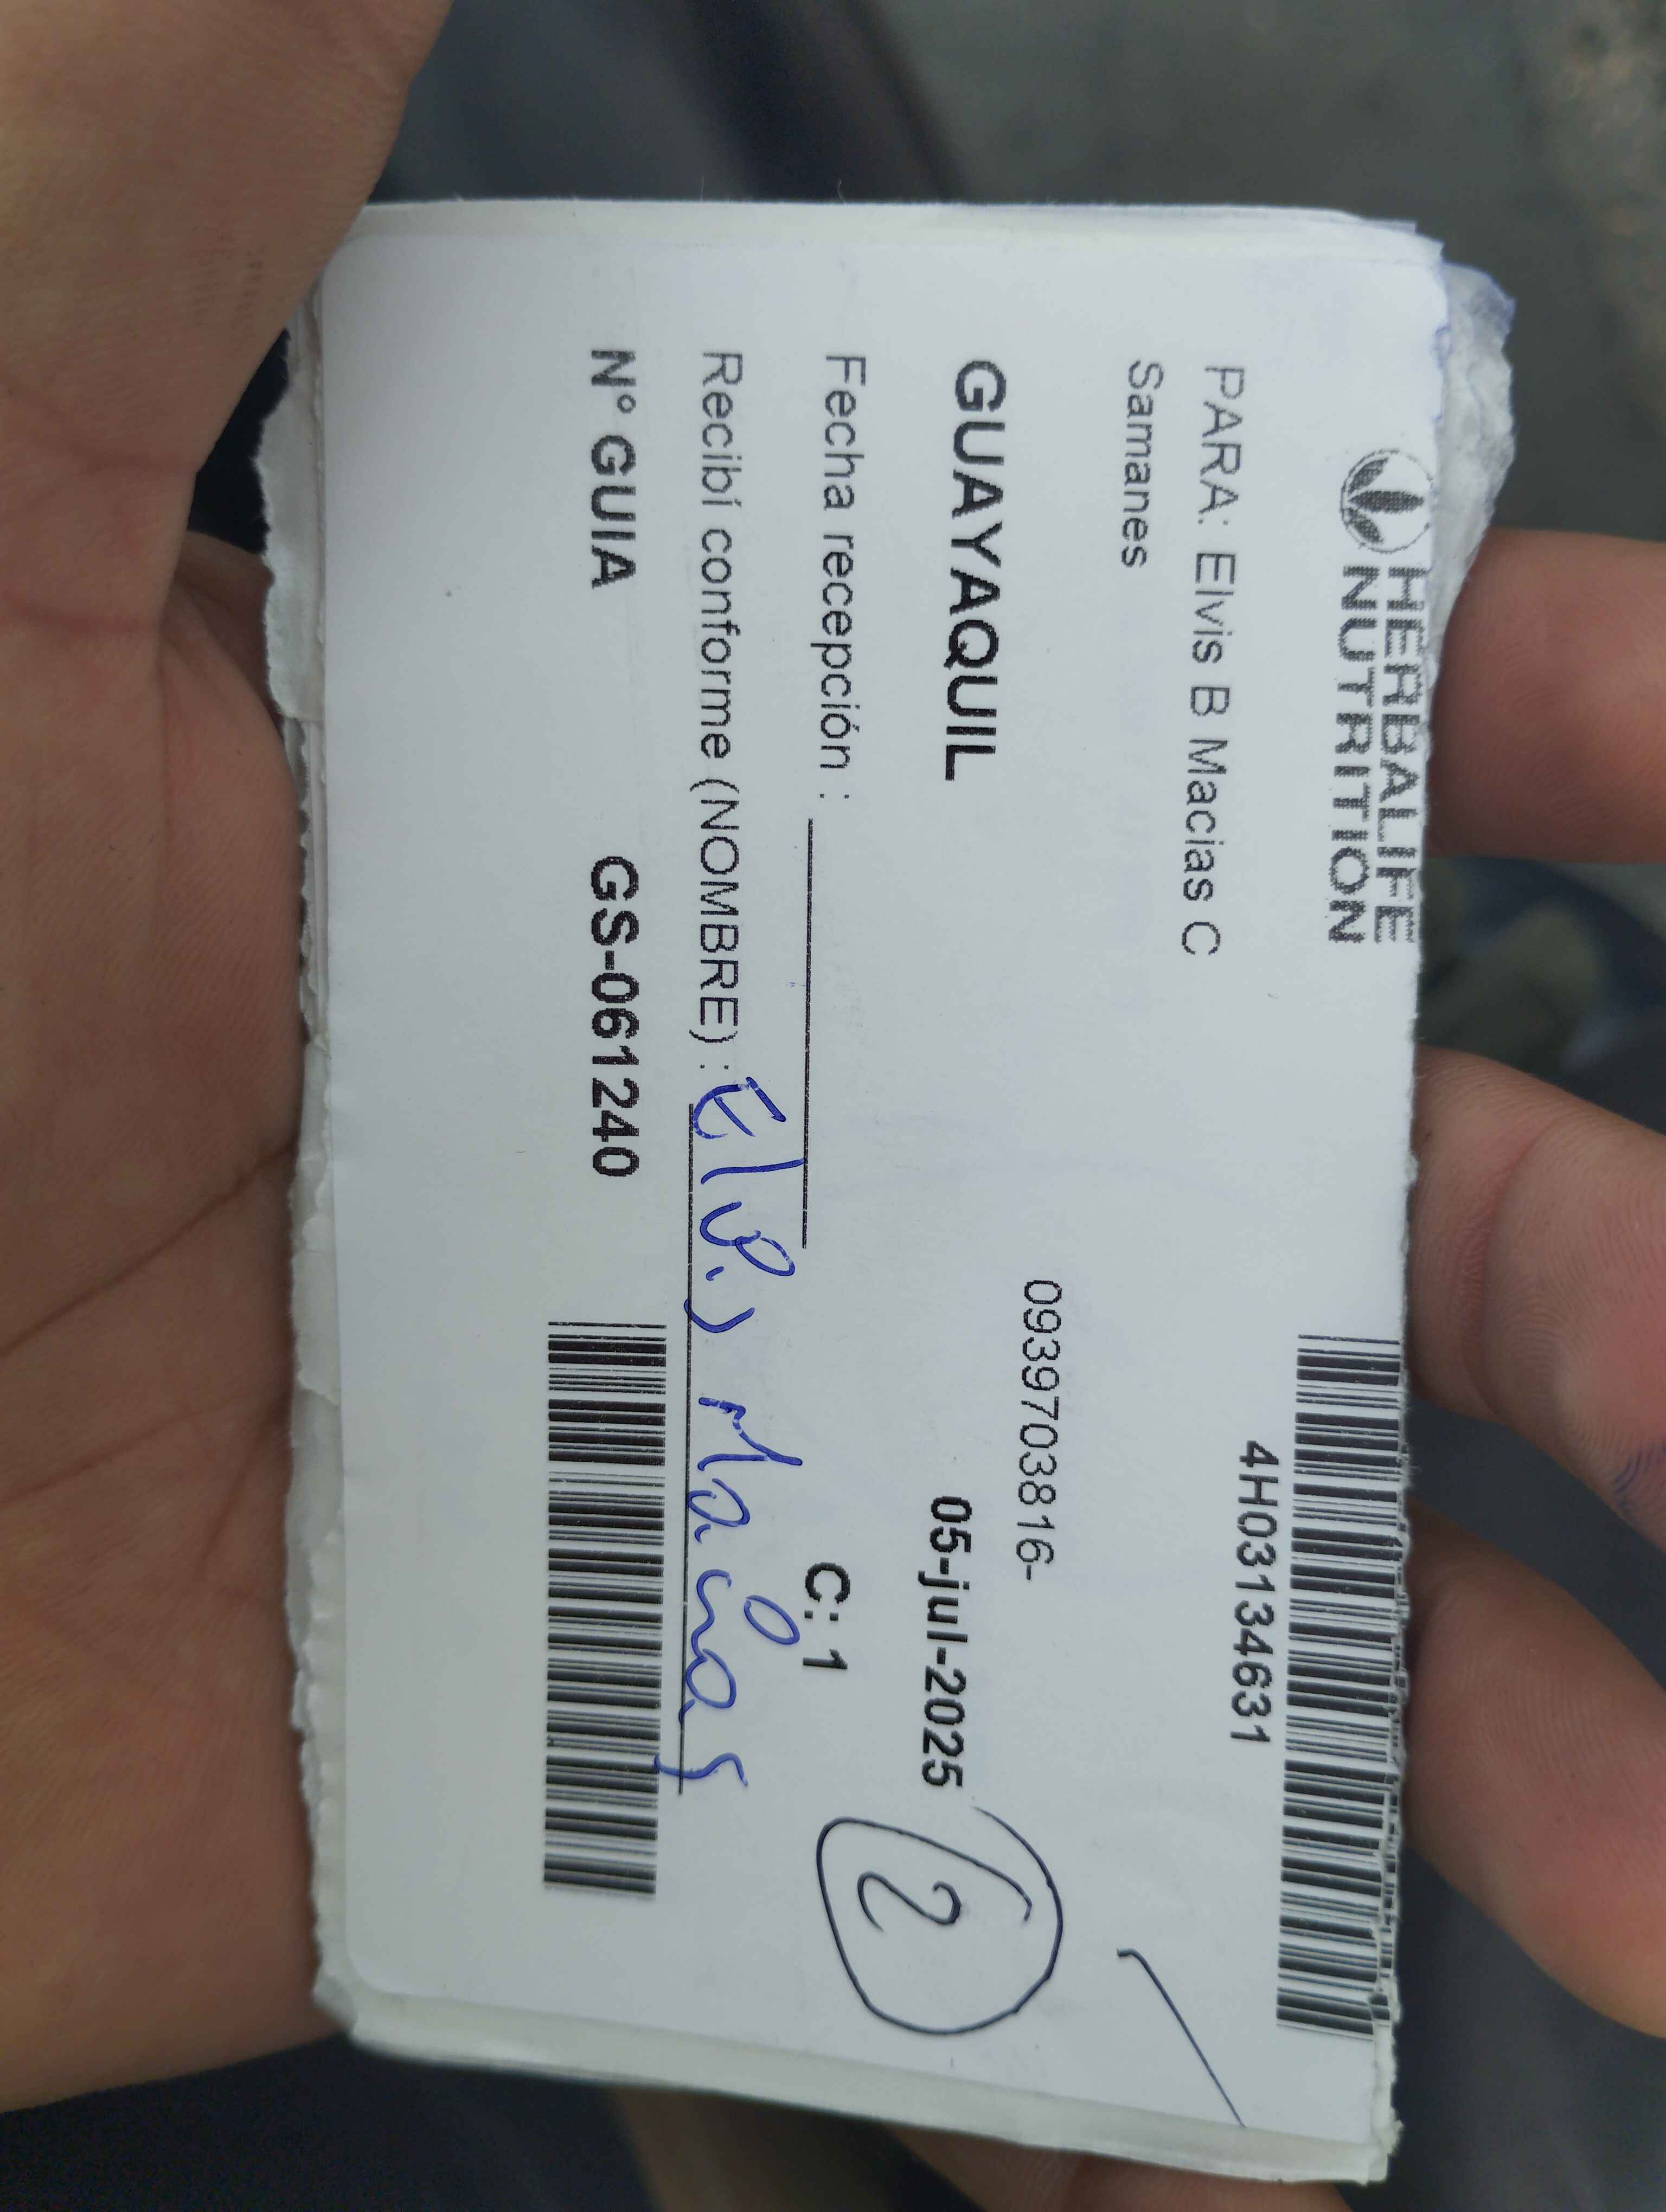 HERBALIFE
NUTRITION
4H03134631
PARA: Elvis B Macias C
Samanes
0939703816-
GUAYAQUIL
05-jul-2025
2
Fecha recepción :
C: 1
Recibí conforme (NOMBRE) : Elvis Macias
N° GUIA GS-061240